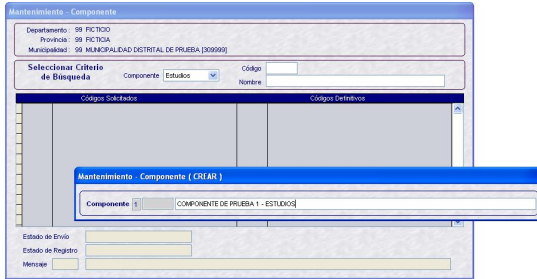 Mantenimiento - Componente
Departamento : 99 FICTICIO
Provincia : 99 FICTICIA
Municipalidad : 99 MUNICIPALIDAD DISTRITAL DE PRUEBA [309999]
Seleccionar Criterio de Búsqueda
Componente Estudios
Código
Nombre
Códigos Solicitados Códigos Definitivos
Mantenimiento - Componente ( CREAR )
Componente 1 COMPONENTE DE PRUEBA 1 - ESTUDIOS
Estado de Envío
Estado de Registro
Mensaje